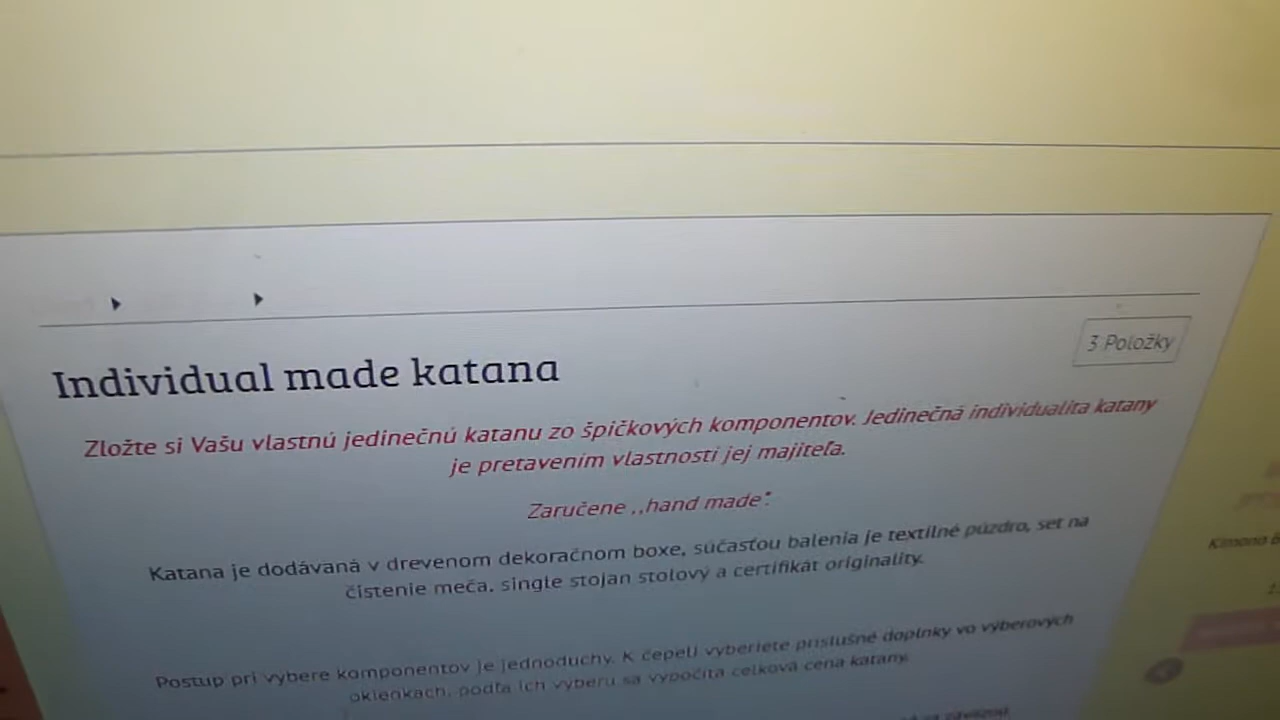 Individual made katana
3 Položky
Zložte si Vašu vlastnú jedinečnú katanu zo špičkových komponentov. Jedinečná individualita katany
je pretavením vlastností jej majiteľa.
Zaručene ,,hand made".
Katana je dodávaná v drevenom dekoračnom boxe, súčasťou balenia je textilné púzdro, set na
čistenie meča, single stojan stolový a certifikát originality.
Postup pri výbere komponentov je jednoduchý. K čepeli vyberiete príslušné doplnky vo výberových
okienkach, podľa ich výberu sa vypočíta celková cena katany.
Kimono